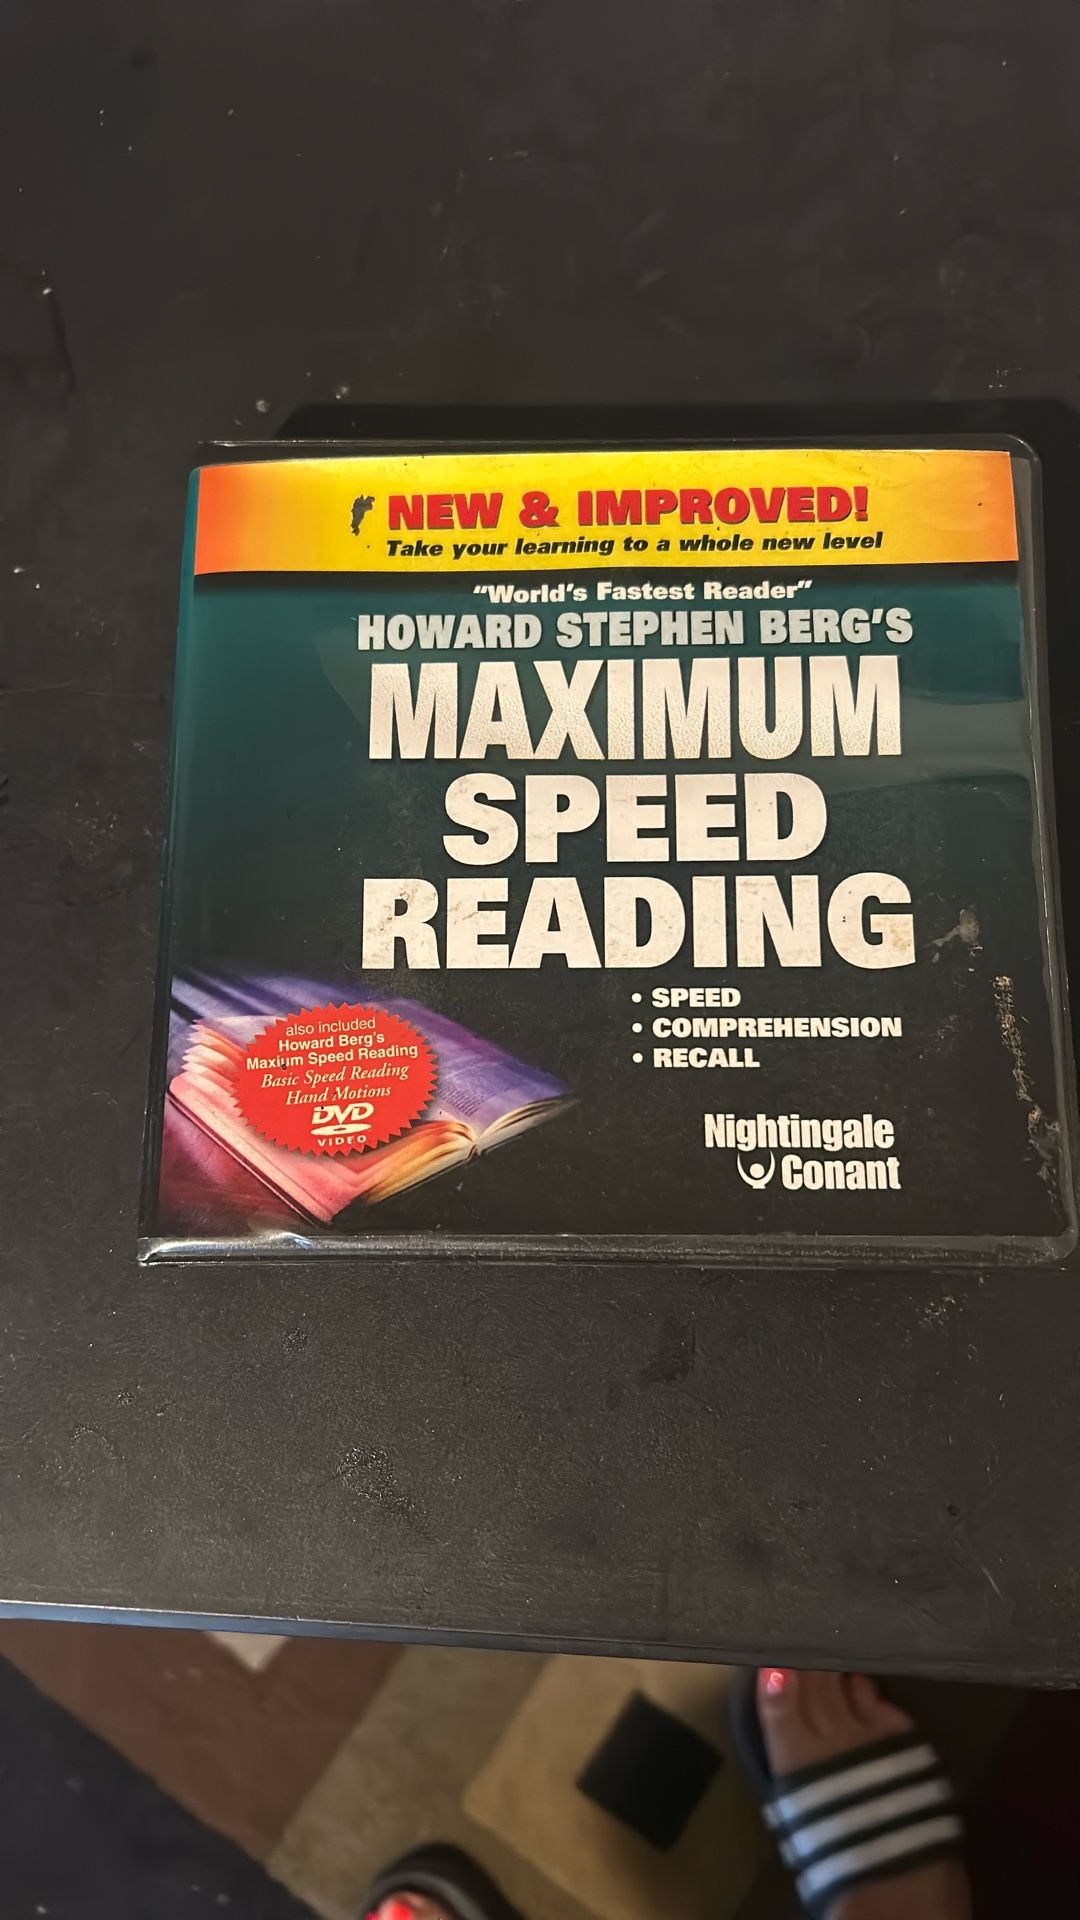 NEW & IMPROVED!
Take your learning to a whole new level
"World's Fastest Reader"
HOWARD STEPHEN BERG'S
MAXIMUM
SPEED
READING
• SPEED
• COMPREHENSION
• RECALL
also included
Howard Berg's
Maxium Speed Reading
Basic Speed Reading
Hand Motions
DVD
VIDEO
Nightingale
Conant